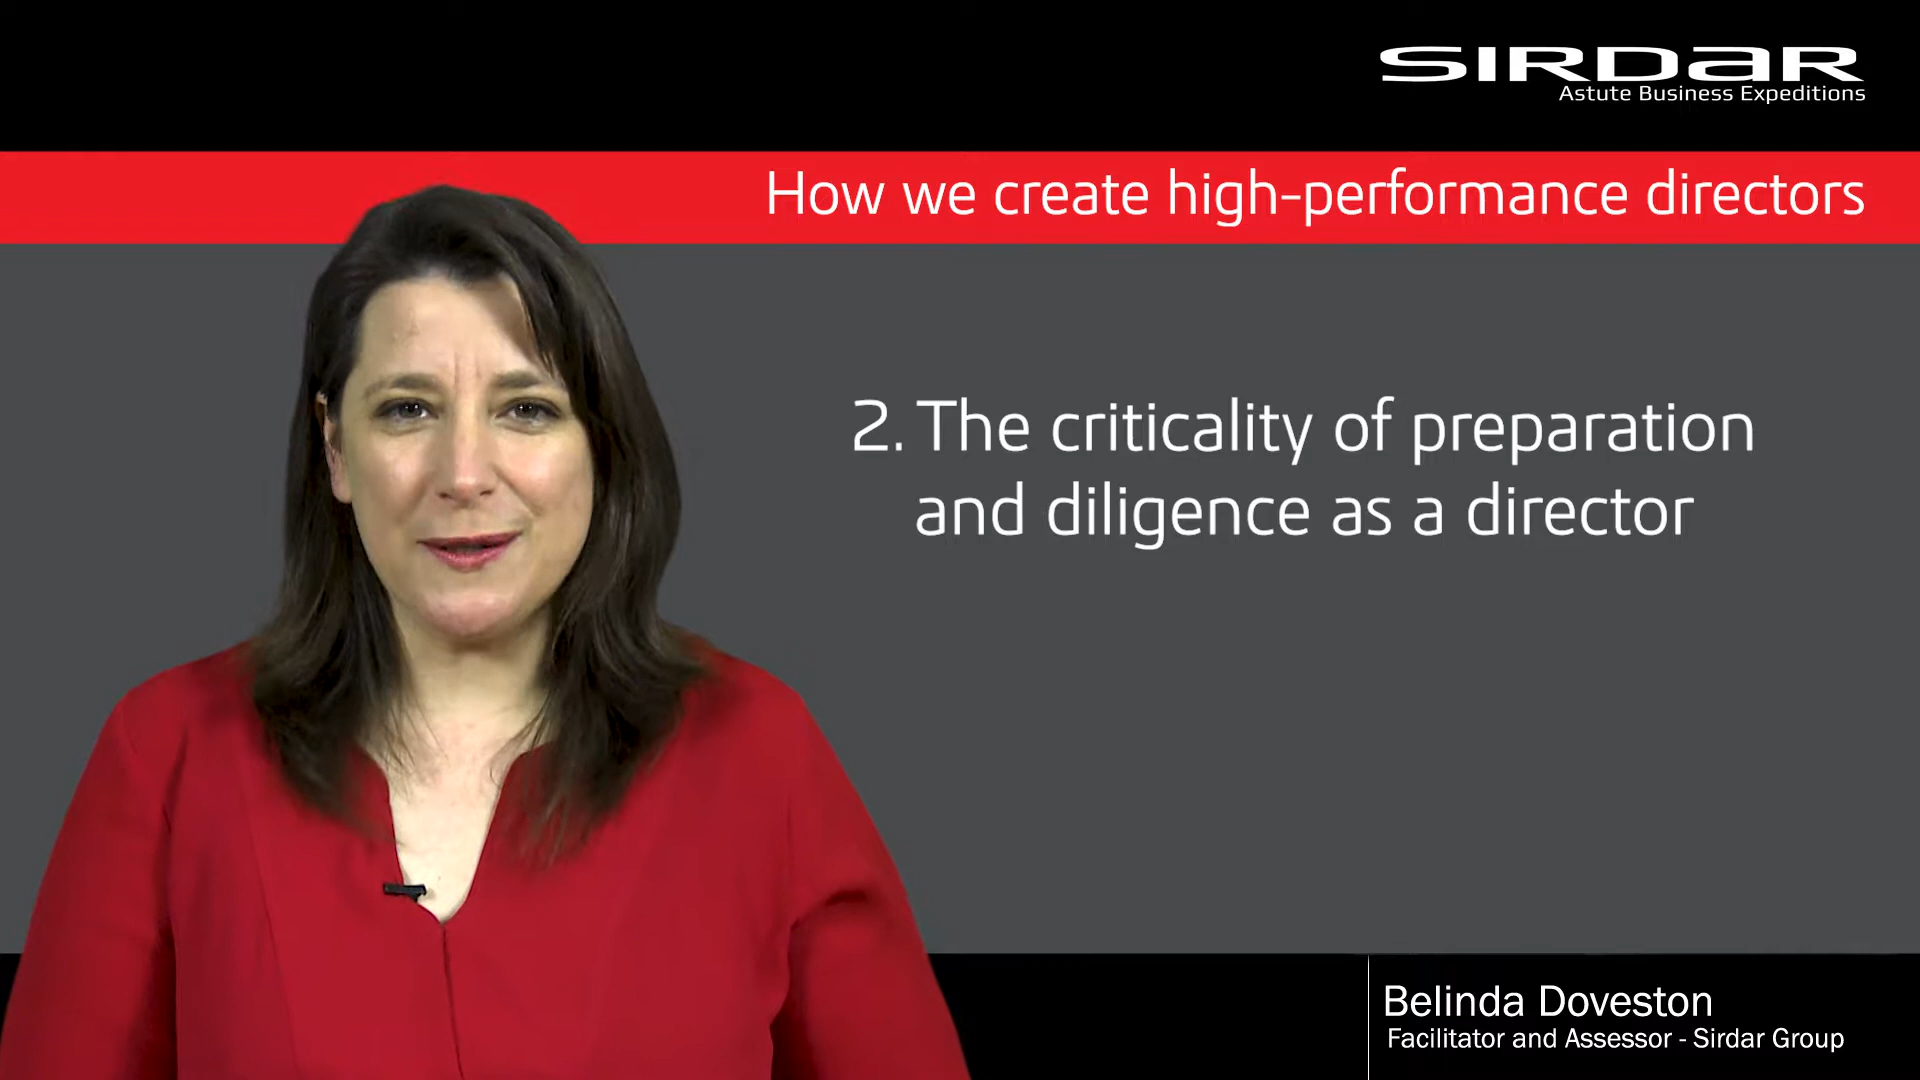 SIRDAR
Astute Business Expeditions
How we create high-performance directors
2. The criticality of preparation
and diligence as a director
Belinda Doveston
Facilitator and Assessor - Sirdar Group